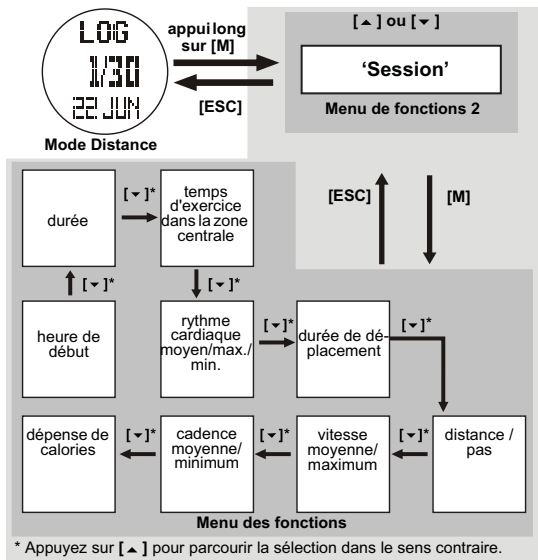 LOG
1/30
22. JUN
Mode Distance
appui long
sur [M]
[ESC]
[▲] ou [▼]
‘Session’
Menu de fonctions 2
[ESC]
[M]
durée
[▼]*
temps
d'exercice
dans la zone
centrale
[▼]*
[▼]*
heure de
début
rythme
cardiaque
moyen/max./
min.
[▼]*
durée de dé-
placement
[▼]*
dépense de
calories
[▼]*
cadence
moyenne/
minimum
[▼]*
vitesse
moyenne/
maximum
[▼]*
distance /
pas
Menu des fonctions
* Appuyez sur [▲] pour parcourir la sélection dans le sens contraire.